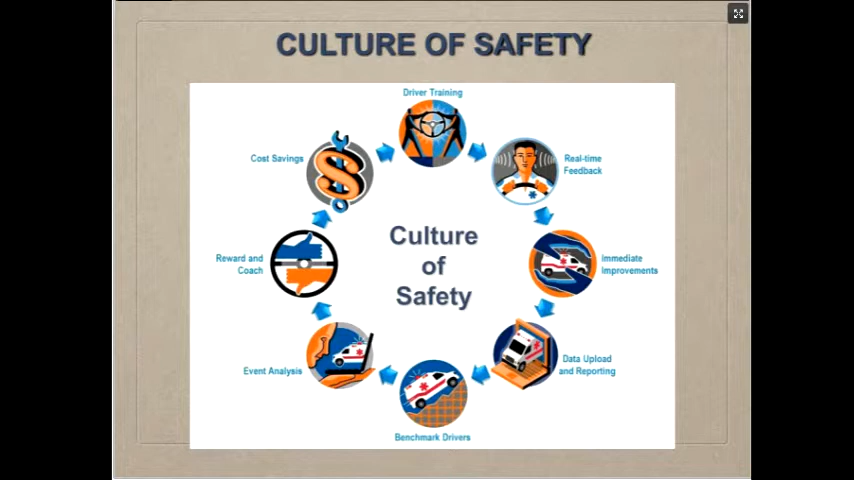 CULTURE OF SAFETY
Driver Training
Real-time
Feedback
Immediate
Improvements
Data Upload
and Reporting
Benchmark Drivers
Event Analysis
Reward and
Coach
Cost Savings
Culture
of
Safety